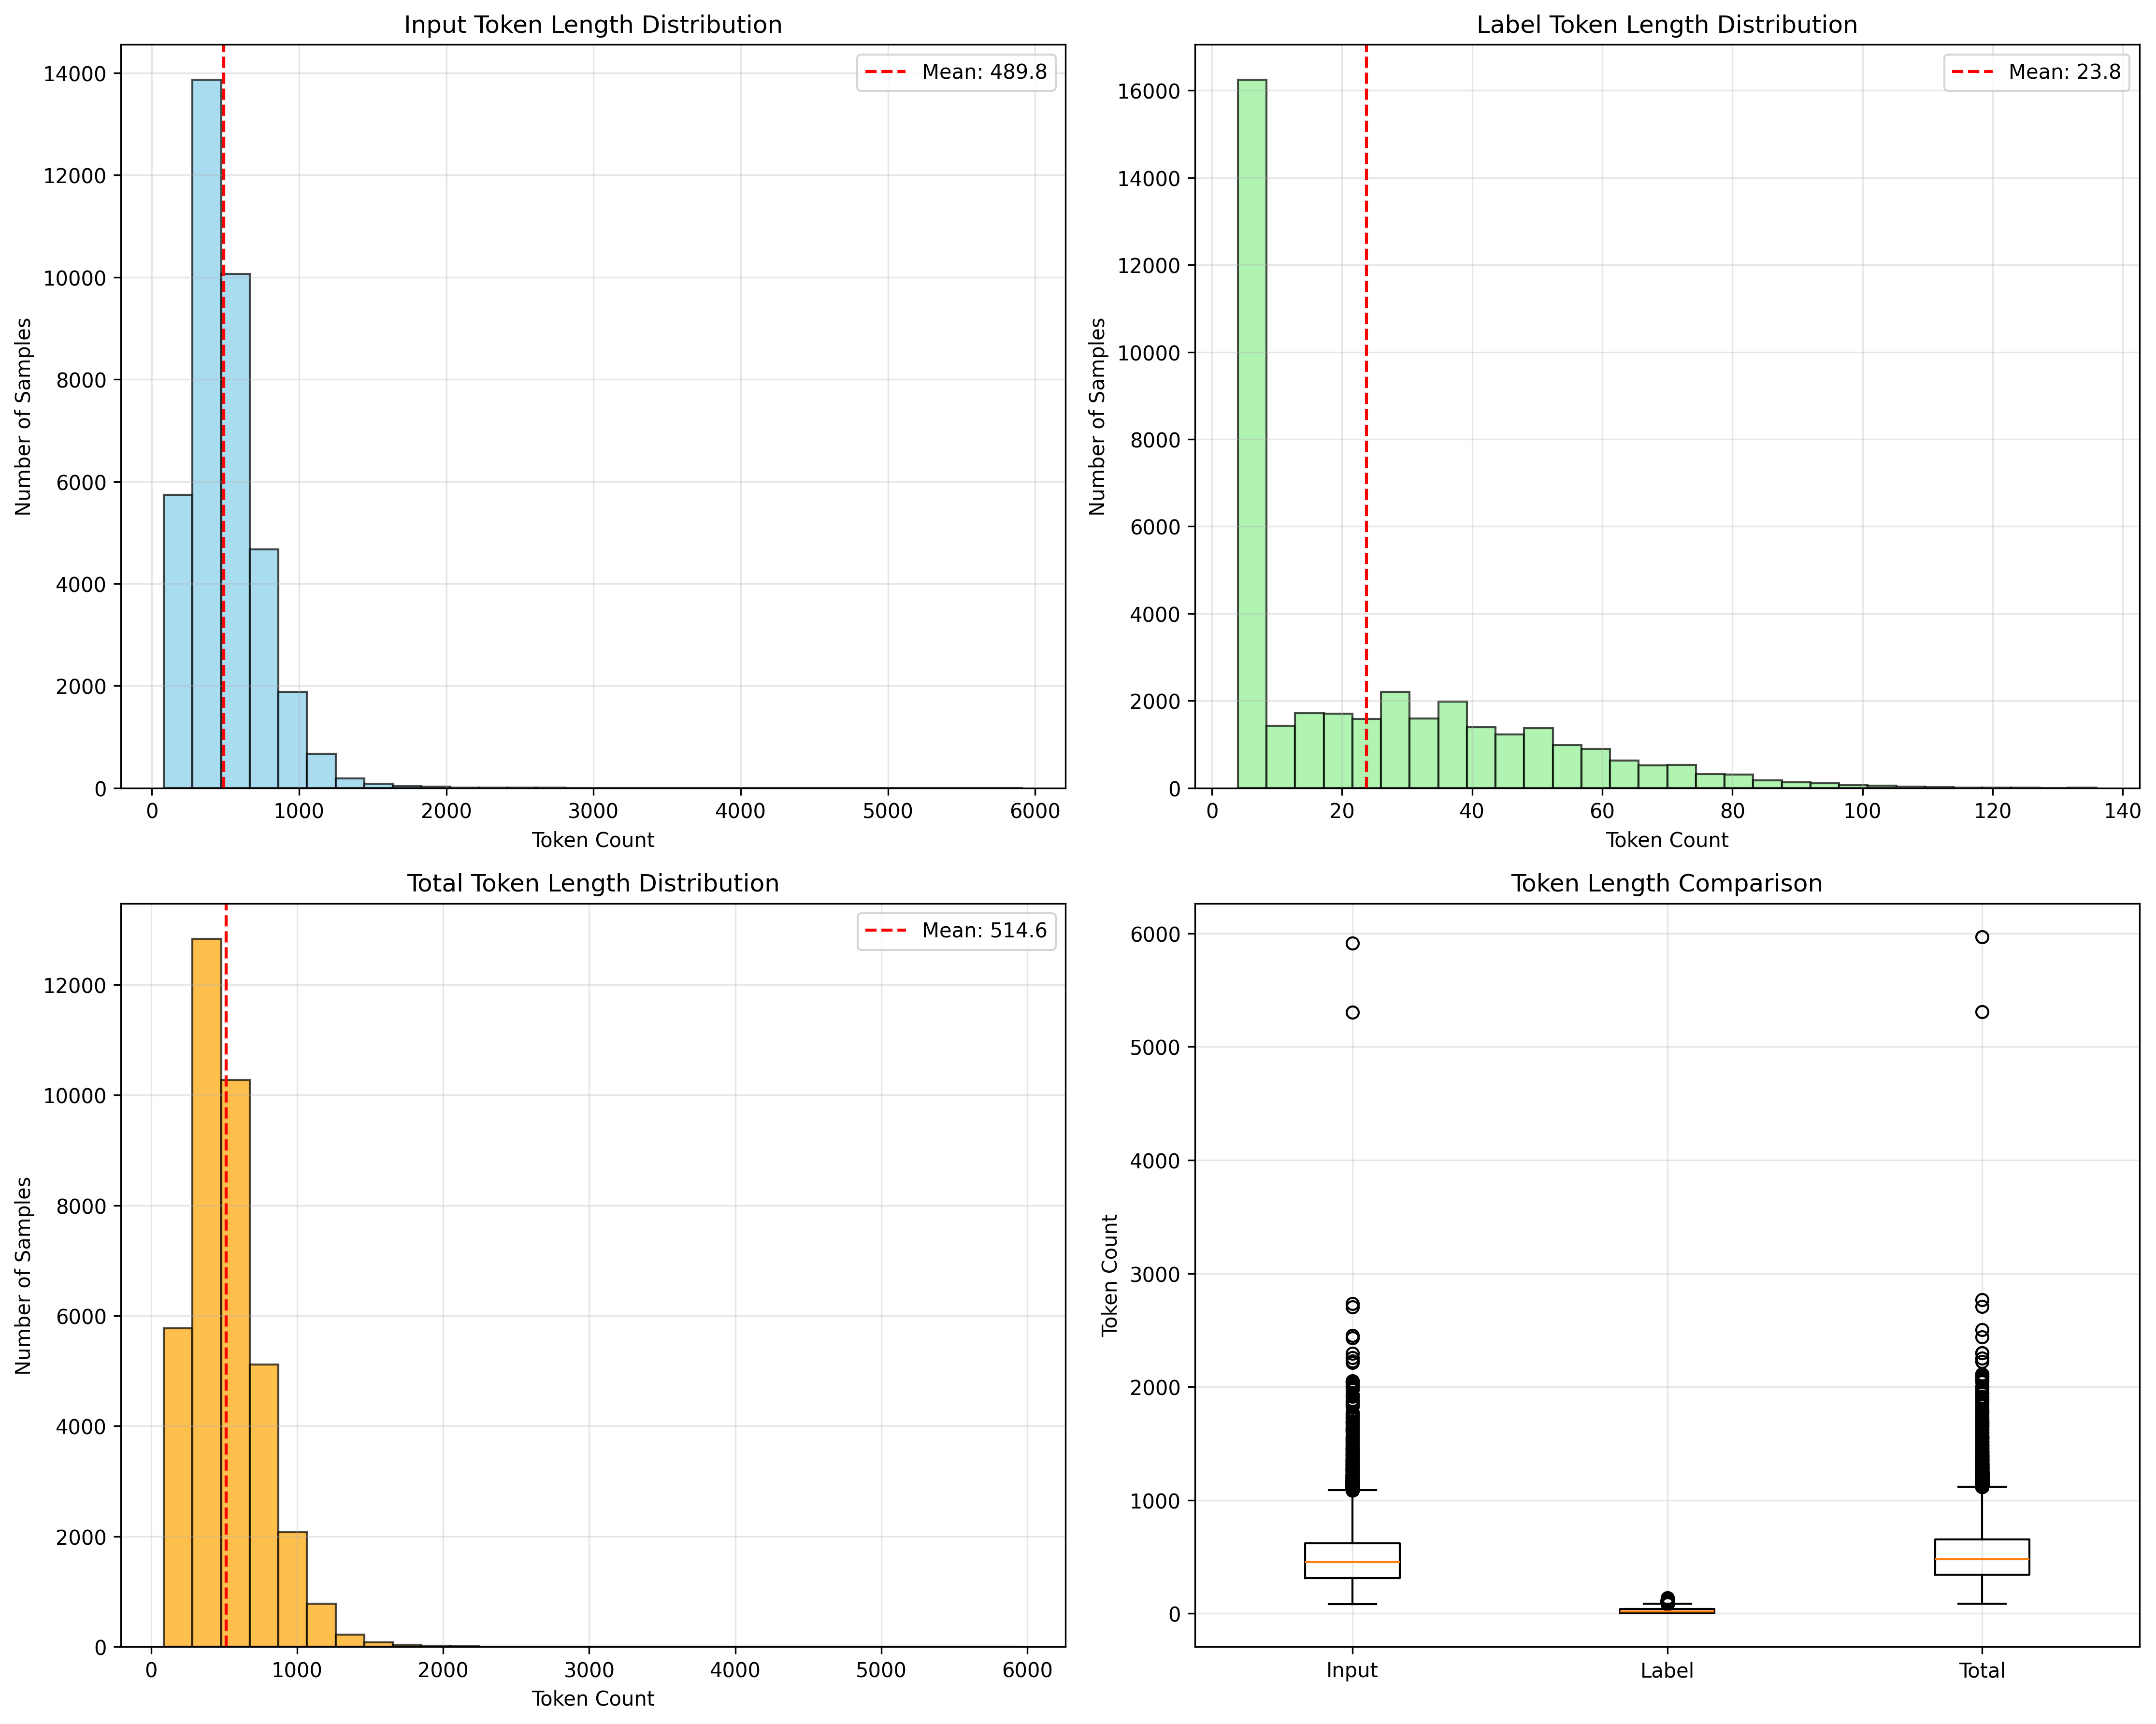 Input Token Length Distribution
Mean: 489.8
14000
12000
10000
8000
6000
4000
2000
0
Number of Samples
0 1000 2000 3000 4000 5000 6000
Token Count
Label Token Length Distribution
Mean: 23.8
16000
14000
12000
10000
8000
6000
4000
2000
0
Number of Samples
0 20 40 60 80 100 120 140
Token Count
Total Token Length Distribution
Mean: 514.6
12000
10000
8000
6000
4000
2000
0
Number of Samples
0 1000 2000 3000 4000 5000 6000
Token Count
Token Length Comparison
6000
5000
4000
3000
2000
1000
0
Token Count
Input Label Total